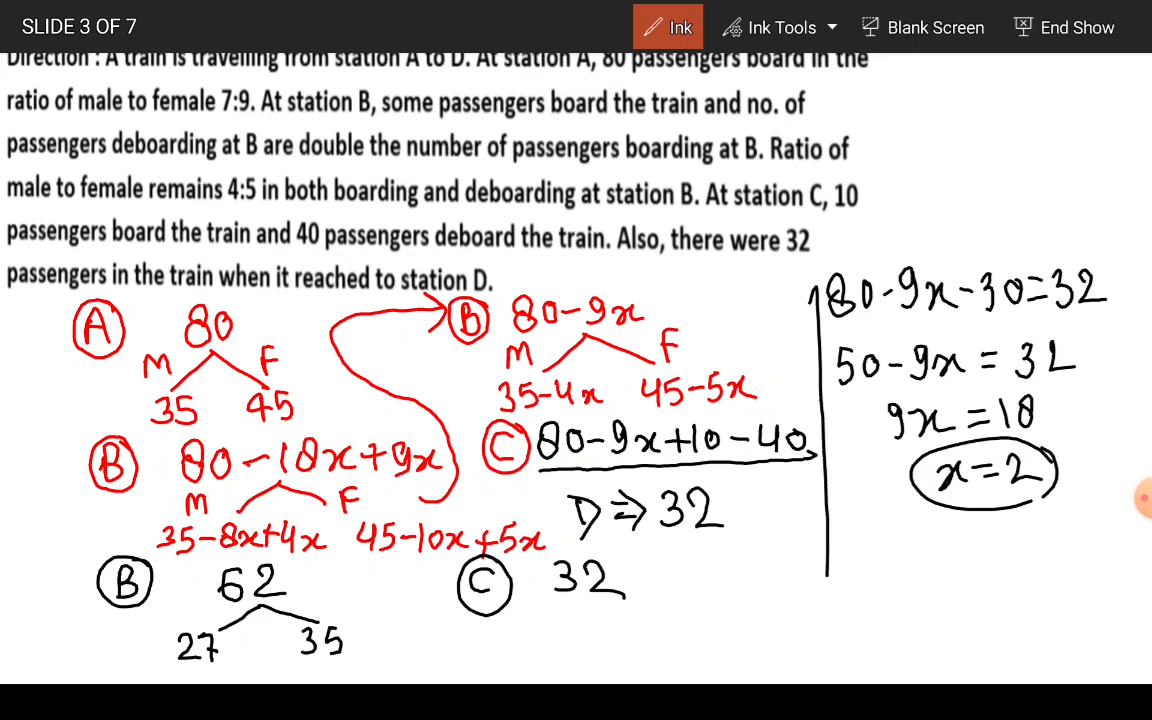 SLIDE 3 OF 7 Ink Ink Tools Blank Screen End Show
Direction : A train is travelling from station A to D. At station A, 80 passengers board in the
ratio of male to female 7:9. At station B, some passengers board the train and no. of
passengers deboarding at B are double the number of passengers boarding at B. Ratio of
male to female remains 4:5 in both boarding and deboarding at station B. At station C, 10
passengers board the train and 40 passengers deboard the train. Also, there were 32
passengers in the train when it reached to station D.
A 80
M F
35 45
B 80-18x+9x
M F
35-8x+4x 45-10x+5x
B 62
27 35
B 80-9x
M F
35-4x 45-5x
C 80-9x+10-40
D ⇒ 32
C 32
80-9x-30=32
50-9x=32
9x=18
x=2